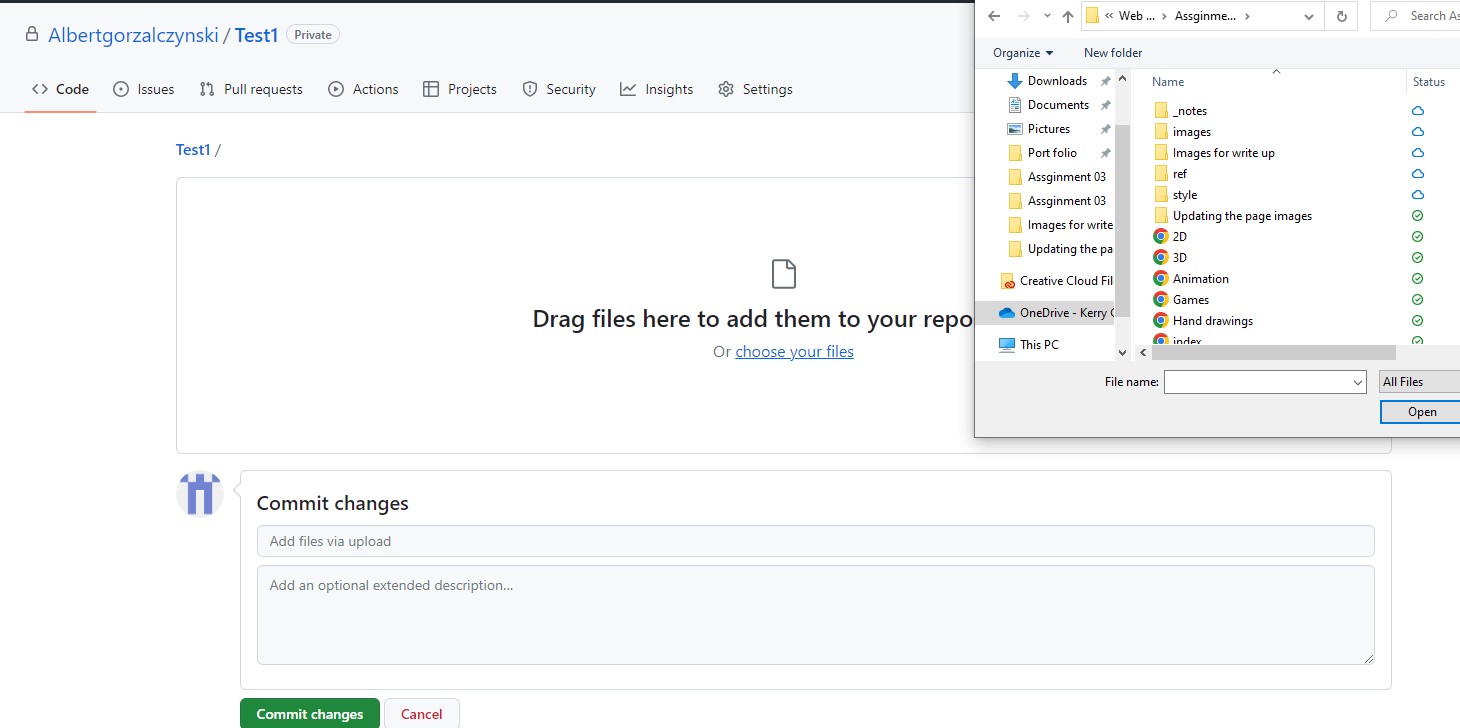 Albertgorzalczynski / Test1 Private
Code Issues Pull requests Actions Projects Security Insights Settings
Test1 /
Drag files here to add them to your repo
Or choose your files
Commit changes
Add files via upload
Add an optional extended description...
Commit changes Cancel
« Web ... › Assginme... ›
Search As
Organize New folder
Downloads
Documents
Pictures
Port folio
Assginment 03
Assginment 03
Images for write
Updating the pa
Creative Cloud Fil
OneDrive - Kerry C
This PC
Name Status
_notes
images
Images for write up
ref
style
Updating the page images
2D
3D
Animation
Games
Hand drawings
index
File name: All Files
Open